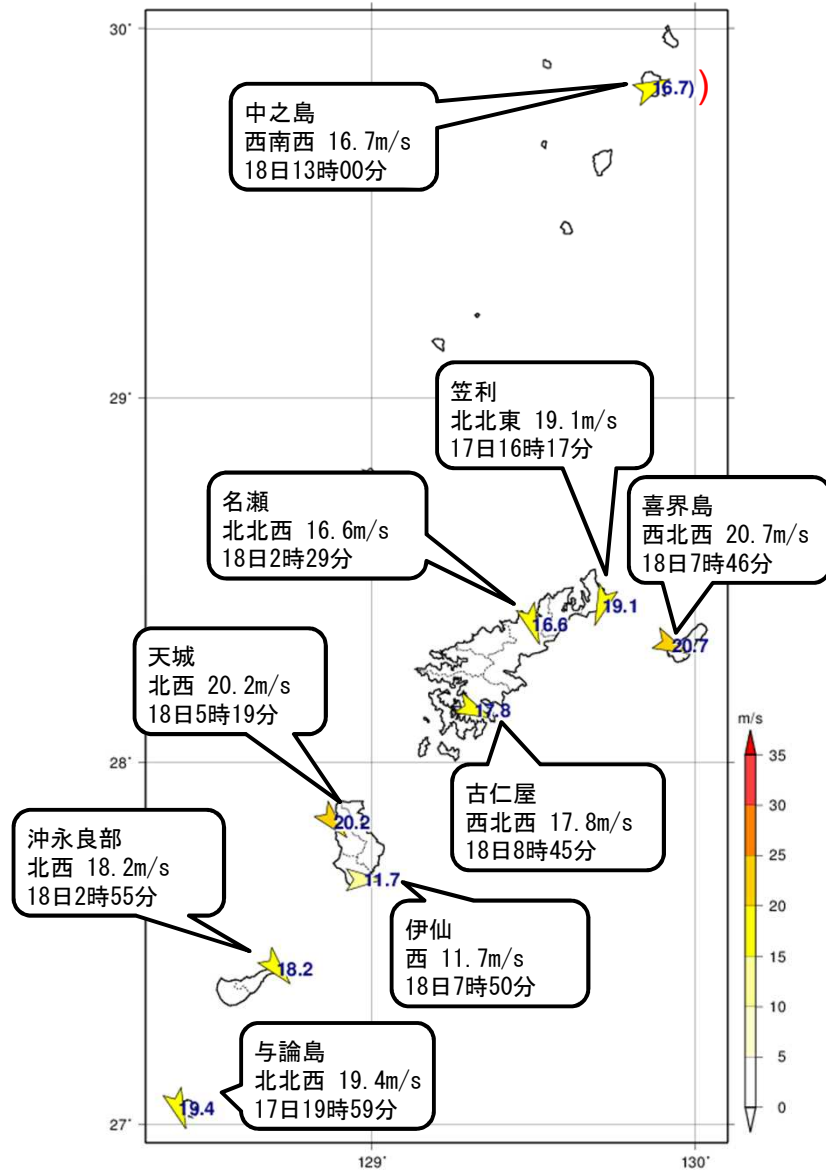 30゜
16.7)
)
中之島
西南西 16.7m/s
18日13時00分
29゜
笠利
北北東 19.1m/s
17日16時17分
名瀬
北北西 16.6m/s
18日2時29分
喜界島
西北西 20.7m/s
18日7時46分
19.1
16.6
20.7
天城
北西 20.2m/s
18日5時19分
17.8
m/s
28゜
35
古仁屋
西北西 17.8m/s
18日8時45分
30
沖永良部
北西 18.2m/s
18日2時55分
20.2
25
11.7
20
伊仙
西 11.7m/s
18日7時50分
15
18.2
10
与論島
北北西 19.4m/s
17日19時59分
5
19.4
0
27゜
129゜
130゜